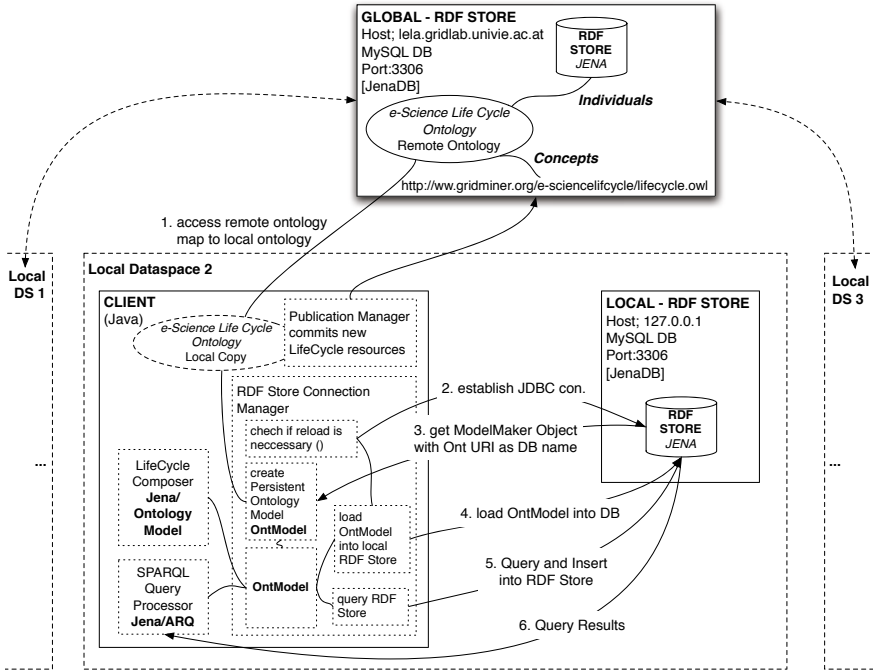 GLOBAL - RDF STORE
Host; lela.gridlab.univie.ac.at
MySQL DB
Port:3306
[JenaDB]
RDF
STORE
JENA
Individuals
e-Science Life Cycle
Ontology
Remote Ontology
Concepts
http://ww.gridminer.org/e-sciencelifcycle/lifecycle.owl
1. access remote ontology
map to local ontology
Local
DS 1
...
Local Dataspace 2
CLIENT
(Java)
e-Science Life Cycle
Ontology
Local Copy
Publication Manager
commits new
LifeCycle resources
RDF Store Connection
Manager
chech if reload is
neccessary ()
create
Persistent
Ontology
Model
OntModel
load
OntModel
into local
RDF Store
OntModel
query RDF
Store
LifeCycle
Composer
Jena/
Ontology
Model
SPARQL
Query
Processor
Jena/ARQ
2. establish JDBC con.
3. get ModelMaker Object
with Ont URI as DB name
4. load OntModel into DB
5. Query and Insert
into RDF Store
6. Query Results
LOCAL - RDF STORE
Host; 127.0.0.1
MySQL DB
Port:3306
[JenaDB]
RDF
STORE
JENA
Local
DS 3
...